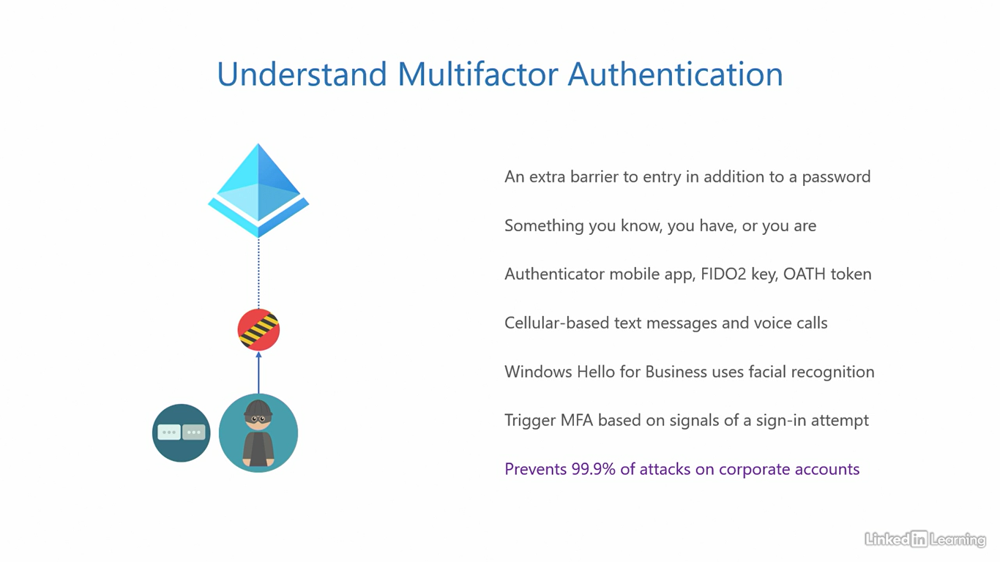 Understand Multifactor Authentication
An extra barrier to entry in addition to a password
Something you know, you have, or you are
Authenticator mobile app, FIDO2 key, OATH token
Cellular-based text messages and voice calls
Windows Hello for Business uses facial recognition
Trigger MFA based on signals of a sign-in attempt
Prevents 99.9% of attacks on corporate accounts
Linked in Learning